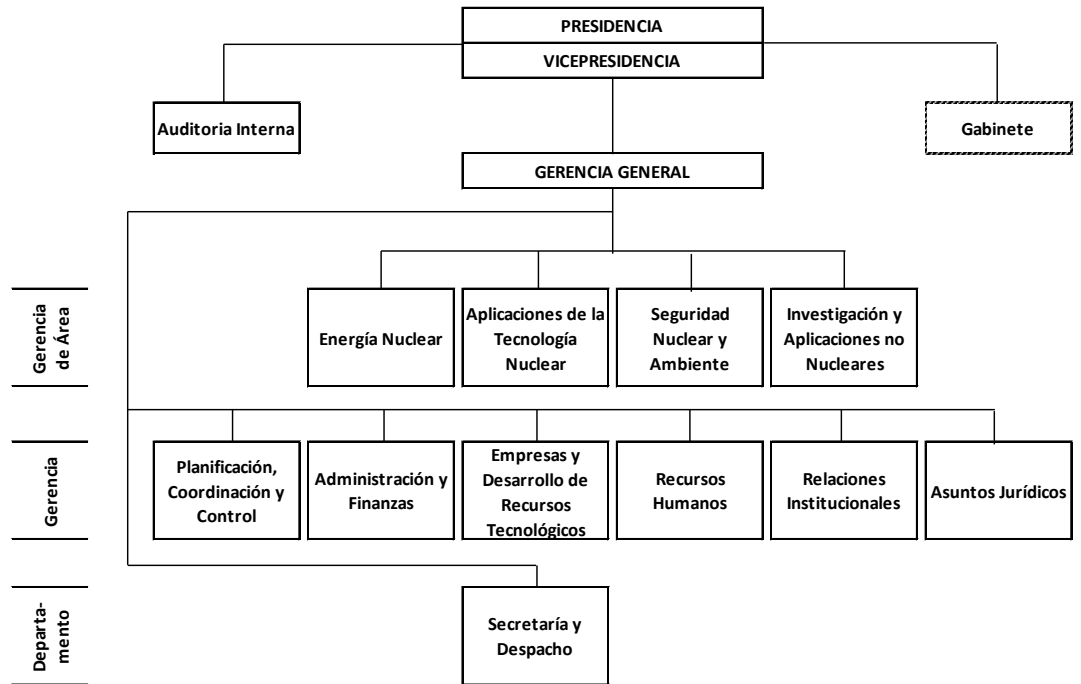 PRESIDENCIA
VICEPRESIDENCIA
Auditoria Interna
Gabinete
GERENCIA GENERAL
Gerencia
de Área
Energía Nuclear
Aplicaciones de la
Tecnología
Nuclear
Seguridad
Nuclear y
Ambiente
Investigación y
Aplicaciones no
Nucleares
Gerencia
Planificación,
Coordinación y
Control
Administración y
Finanzas
Empresas y
Desarrollo de
Recursos
Tecnológicos
Recursos
Humanos
Relaciones
Institucionales
Asuntos Jurídicos
Departa-
mento
Secretaría y
Despacho